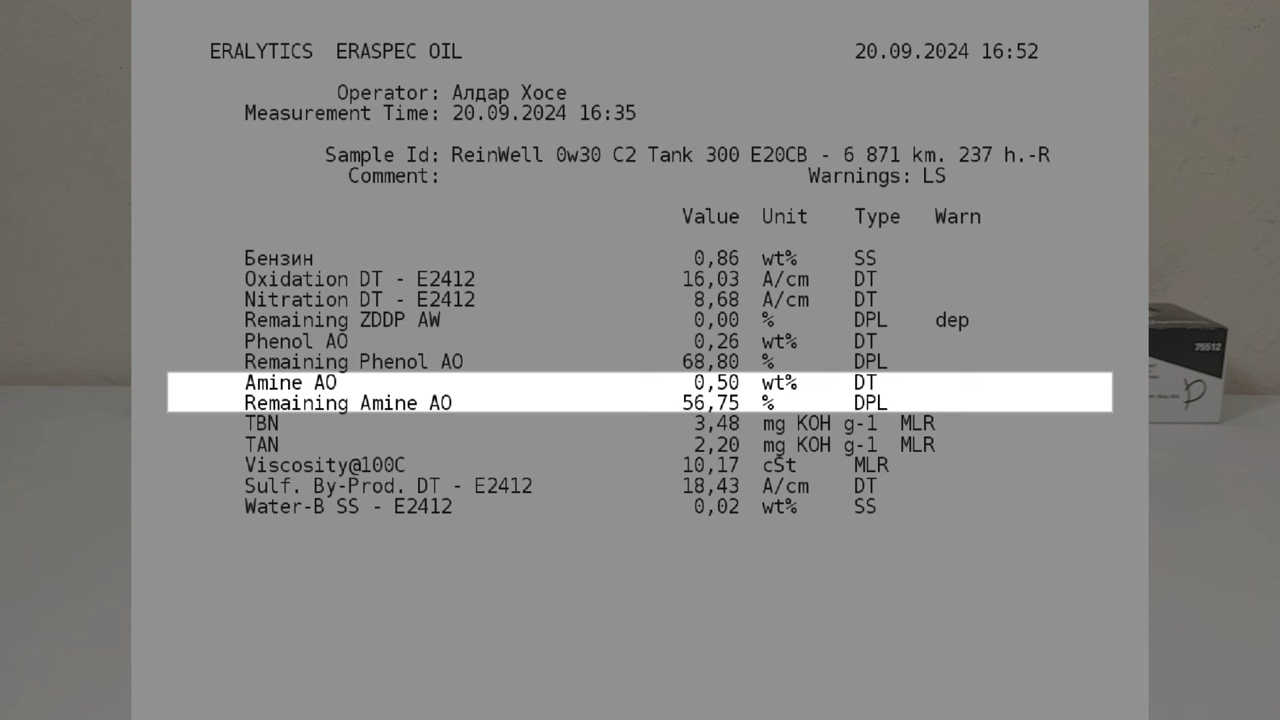 ERALYTICS ERASPEC OIL 20.09.2024 16:52
Operator: Алдар Хосе
Measurement Time: 20.09.2024 16:35
Sample Id: ReinWell 0w30 C2 Tank 300 E20CB - 6 871 km. 237 h.-R
Comment: Warnings: LS
Value Unit Type Warn
Бензин 0,86 wt% SS
Oxidation DT - E2412 16,03 A/cm DT
Nitration DT - E2412 8,68 A/cm DT
Remaining ZDDP AW 0,00 % DPL dep
Phenol AO 0,26 wt% DT
Remaining Phenol AO 68,80 % DPL
Amine AO 0,50 wt% DT
Remaining Amine AO 56,75 % DPL
TBN 3,48 mg KOH g-1 MLR
TAN 2,20 mg KOH g-1 MLR
Viscosity@100C 10,17 cSt MLR
Sulf. By-Prod. DT - E2412 18,43 A/cm DT
Water-B SS - E2412 0,02 wt% SS
75512